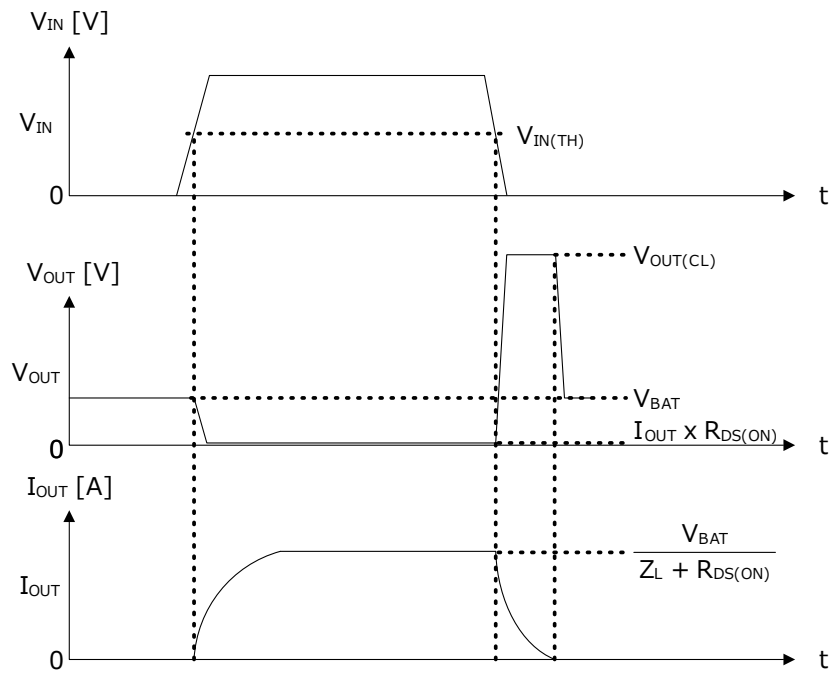 VIN [V]
VIN
VIN(TH)
0
t
VOUT(CL)
VOUT [V]
VOUT
VBAT
IOUT x RDS(ON)
0
t
IOUT [A]
VBAT
ZL + RDS(ON)
IOUT
0
t